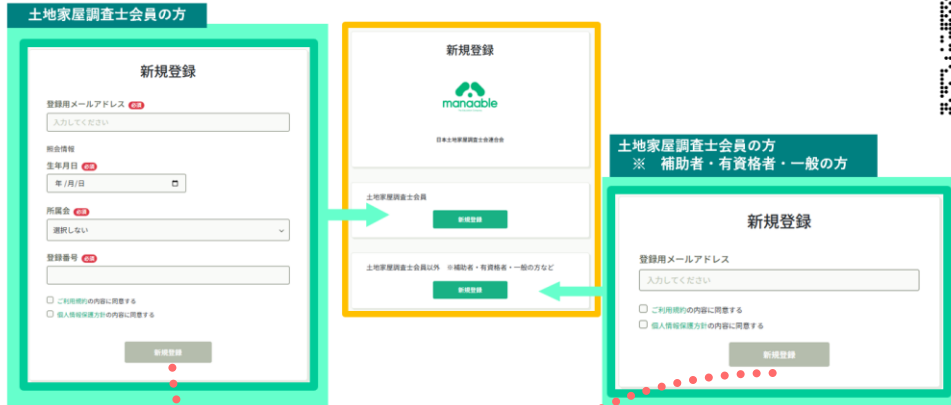 土地家屋調査士会員の方
新規登録
登録用メールアドレス 必須
入力してください
照会情報
生年月日 必須
年 /月/日
所属会 必須
選択しない
登録番号 必須
ご利用規約の内容に同意する
個人情報保護方針の内容に同意する
新規登録
新規登録
manaable
日本土地家屋調査士会連合会
土地家屋調査士会員
新規登録
土地家屋調査士会員以外 ※補助者・有資格者・一般の方など
新規登録
土地家屋調査士会員の方
※ 補助者・有資格者・一般の方
新規登録
登録用メールアドレス
入力してください
ご利用規約の内容に同意する
個人情報保護方針の内容に同意する
新規登録